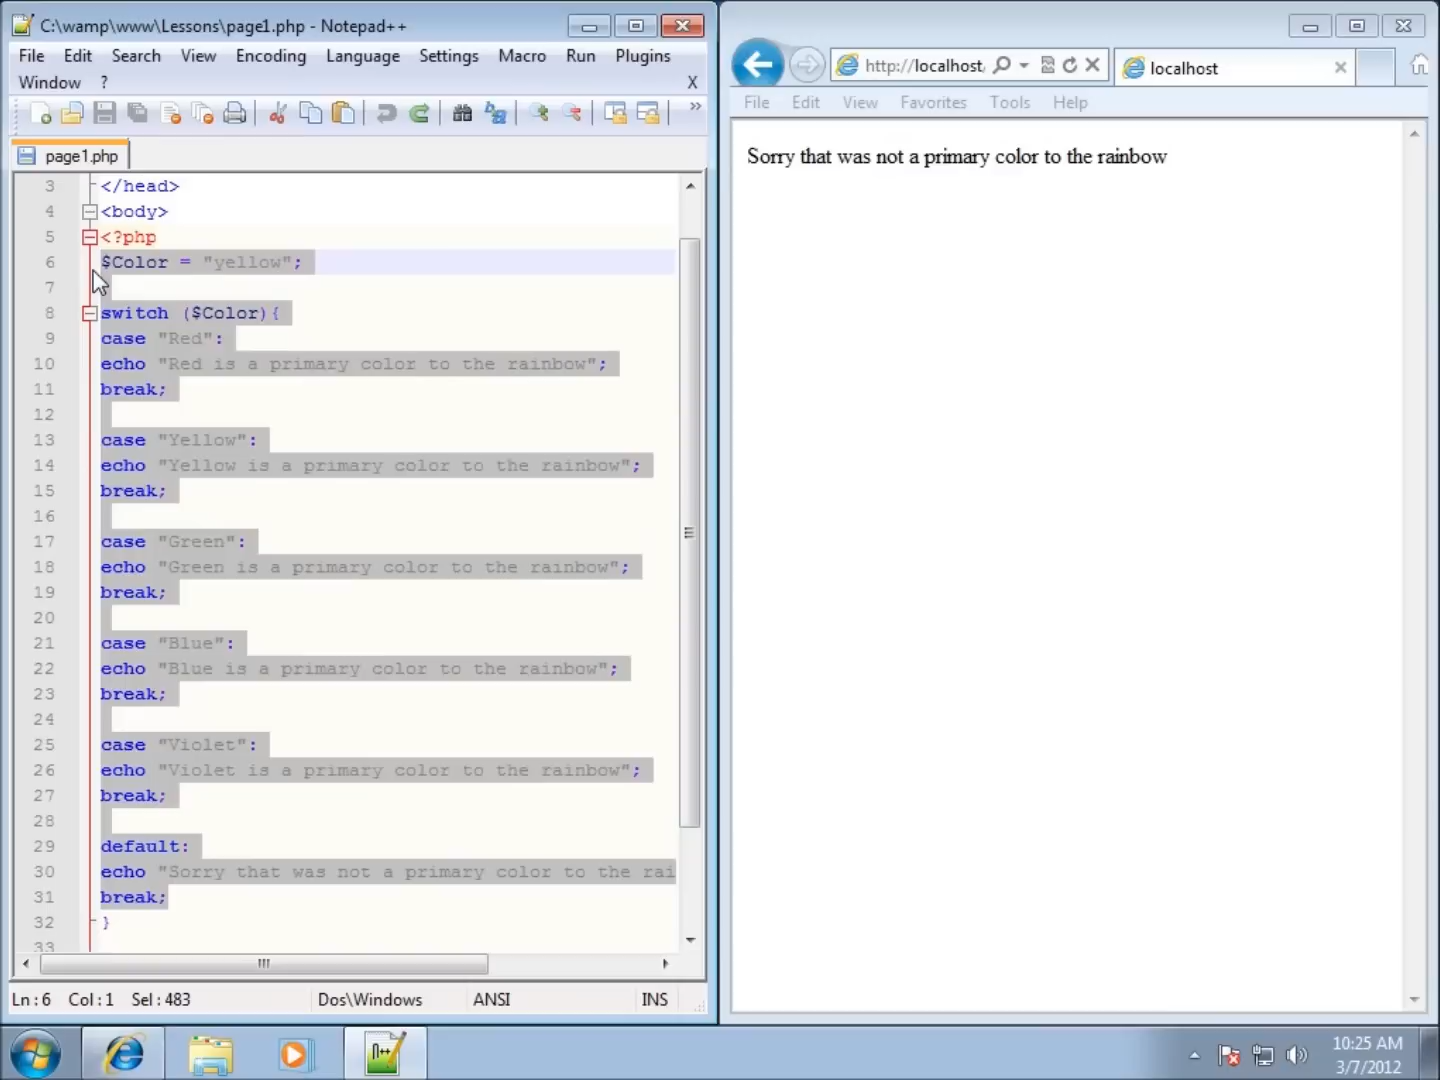 C:\wamp\www\Lessons\page1.php - Notepad++
File Edit Search View Encoding Language Settings Macro Run Plugins
Window ? X
page1.php
3 </head>
4 <body>
5 <?php
6 $Color = "yellow";
7
8 switch ($Color){
9 case "Red":
10 echo "Red is a primary color to the rainbow";
11 break;
12
13 case "Yellow":
14 echo "Yellow is a primary color to the rainbow";
15 break;
16
17 case "Green":
18 echo "Green is a primary color to the rainbow";
19 break;
20
21 case "Blue":
22 echo "Blue is a primary color to the rainbow";
23 break;
24
25 case "Violet":
26 echo "Violet is a primary color to the rainbow";
27 break;
28
29 default:
30 echo "Sorry that was not a primary color to the rai
31 break;
32 }
33
Ln : 6 Col : 1 Sel : 483 Dos\Windows ANSI INS
http://localhost
localhost
File Edit View Favorites Tools Help
Sorry that was not a primary color to the rainbow
10:25 AM
3/7/2012